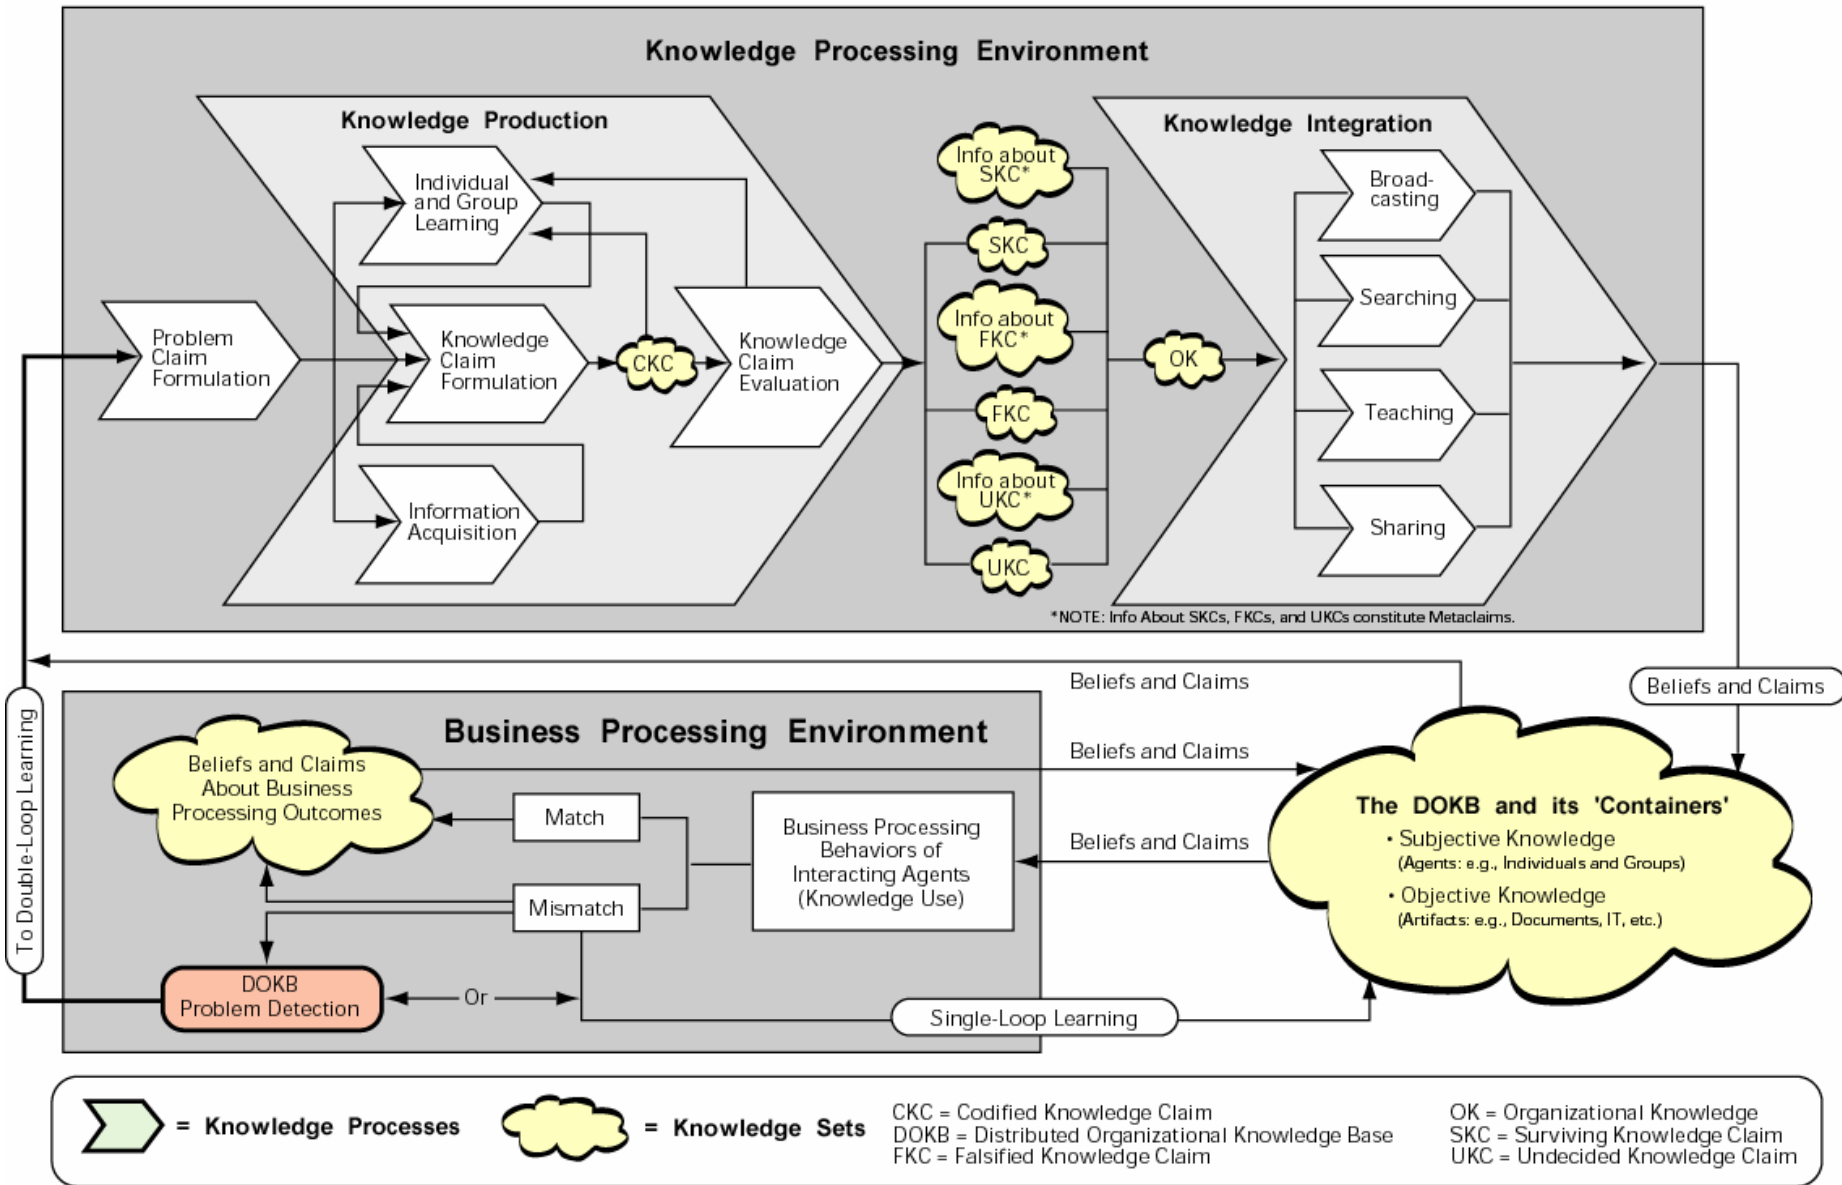 Knowledge Processing Environment
Knowledge Production
Individual
and Group
Learning
Problem
Claim
Formulation
Knowledge
Claim
Formulation
CKC
Knowledge
Claim
Evaluation
Information
Acquisition
Info about
SKC*
SKC
Info about
FKC*
FKC
Info about
UKC*
UKC
OK
Knowledge Integration
Broad-
casting
Searching
Teaching
Sharing
*NOTE: Info About SKCs, FKCs, and UKCs constitute Metaclaims.
Beliefs and Claims
Beliefs and Claims
To Double-Loop Learning
Business Processing Environment
Beliefs and Claims
About Business
Processing Outcomes
Match
Mismatch
Business Processing
Behaviors of
Interacting Agents
(Knowledge Use)
DOKB
Problem Detection
Or
Single-Loop Learning
Beliefs and Claims
Beliefs and Claims
The DOKB and its 'Containers'
• Subjective Knowledge
(Agents: e.g., Individuals and Groups)
• Objective Knowledge
(Artifacts: e.g., Documents, IT, etc.)
= Knowledge Processes
= Knowledge Sets
CKC = Codified Knowledge Claim
DOKB = Distributed Organizational Knowledge Base
FKC = Falsified Knowledge Claim
OK = Organizational Knowledge
SKC = Surviving Knowledge Claim
UKC = Undecided Knowledge Claim